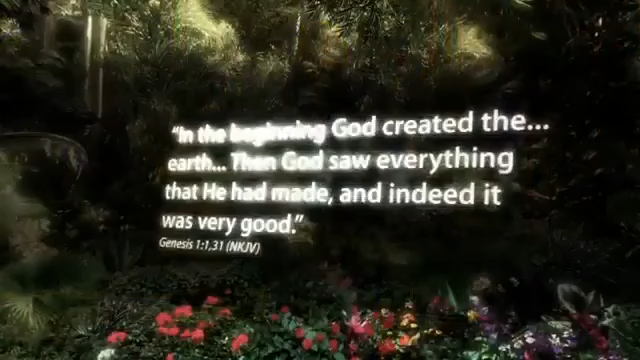 “In the beginning God created the...
earth... Then God saw everything
that He had made, and indeed it
was very good.”
Genesis 1:1,31 (NKJV)